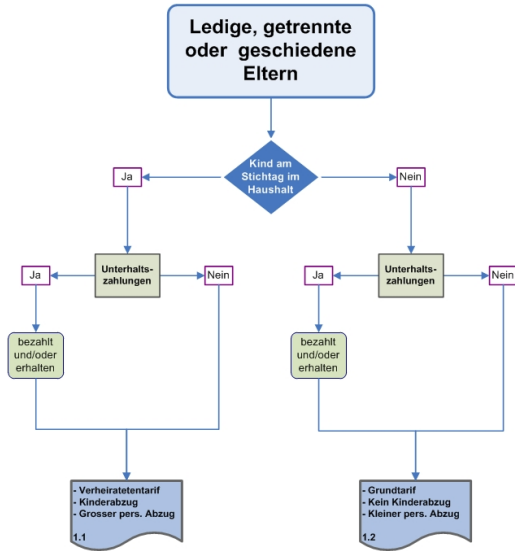 Ledige, getrennte
oder geschiedene
Eltern
Kind am
Stichtag im
Haushalt
Ja
Nein
Unterhalts-
zahlungen
Ja
Nein
bezahlt
und/oder
erhalten
Unterhalts-
zahlungen
Ja
Nein
bezahlt
und/oder
erhalten
- Verheiratetentarif
- Kinderabzug
- Grosser pers. Abzug
1.1
- Grundtarif
- Kein Kinderabzug
- Kleiner pers. Abzug
1.2